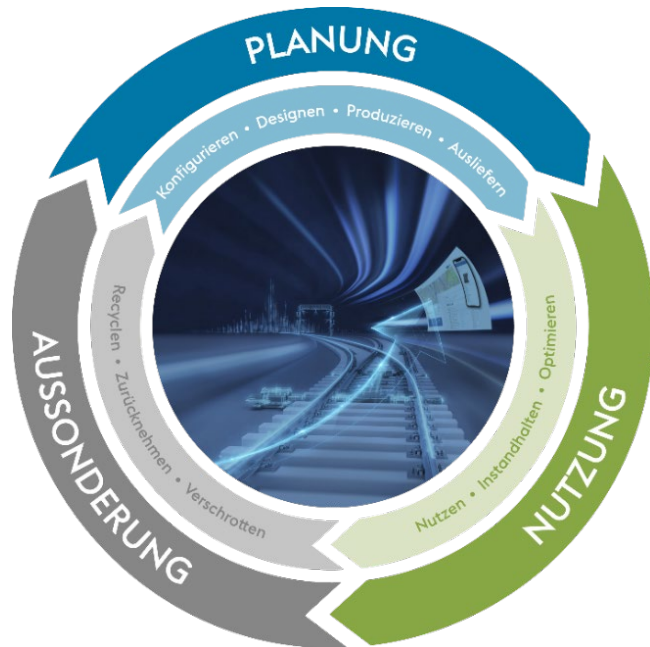 PLANUNG
Konfigurieren • Designen • Produzieren • Ausliefern
NUTZUNG
Nutzen • Instandhalten • Optimieren
AUSSONDERUNG
Recyclen • Zurücknehmen • Verschrotten